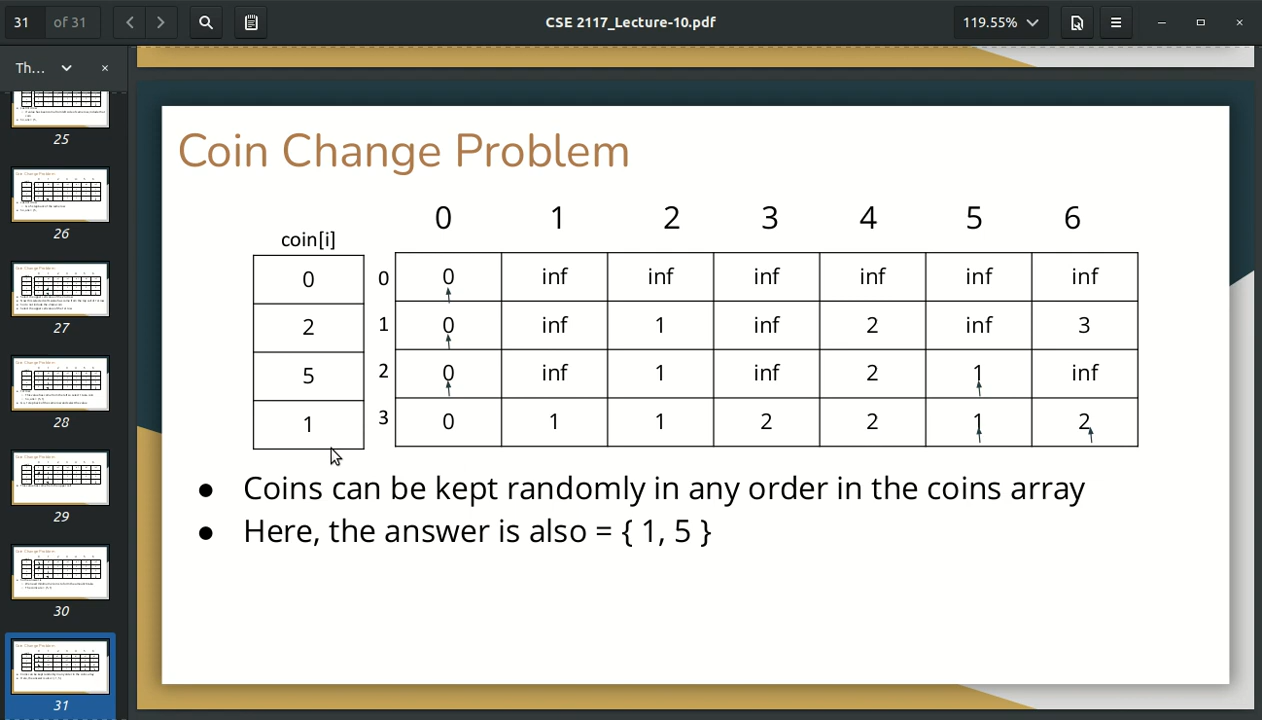 31 of 31
CSE 2117_Lecture-10.pdf
119.55%
Th...
25
26
27
28
29
30
31
Coin Change Problem
0 1 2 3 4 5 6
coin[i]
0 0 0 inf inf inf inf inf inf
2 1 0 inf 1 inf 2 inf 3
5 2 0 inf 1 inf 2 1 inf
1 3 0 1 1 2 2 1 2
● Coins can be kept randomly in any order in the coins array
● Here, the answer is also = { 1, 5 }